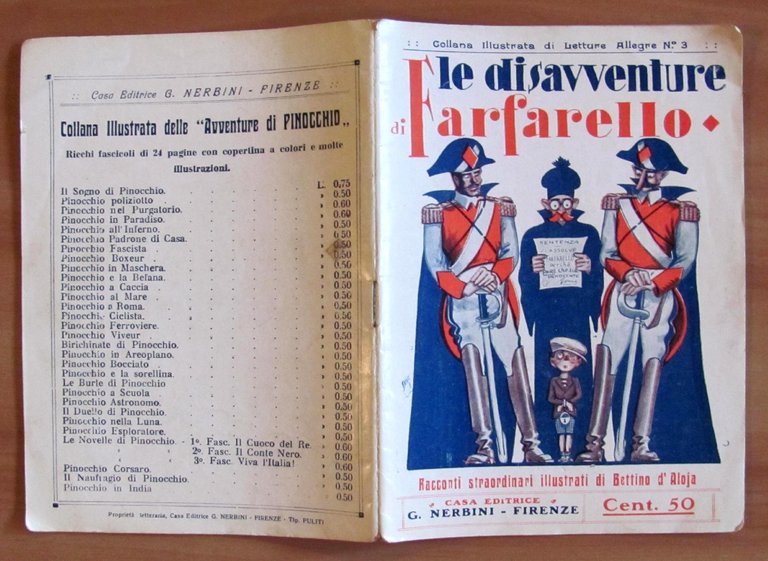 :: Casa Editrice G. NERBINI - FIRENZE ::
Collana Illustrata delle "Avventure di PINOCCHIO„
Ricchi fascicoli di 24 pagine con copertina a colori e molte
illustrazioni.
Il Sogno di Pinocchio. L. 0.75
Pinocchio poliziotto » 0.50
Pinocchio nel Purgatorio. » 0.60
Pinocchio in Paradiso. » 0.60
Pinocchio all'Inferno. » 0.50
Pinocchio Padrone di Casa. » 0.50
Pinocchio Fascista » 0.50
Pinocchio Boxeur » 0.50
Pinocchio in Maschera. » 0.50
Pinocchio e la Befana. » 0.50
Pinocchio a Caccia » 0.50
Pinocchio al Mare » 0.50
Pinocchio a Roma. » 0.50
Pinocchio Ciclista. » 0.50
Pinocchio Ferroviere. » 0.50
Pinocchio Viveur » 0.50
Birichinate di Pinocchio. » 0.50
Pinocchio in Areoplano. » 0.50
Pinocchio Bocciato » 0.50
Pinocchio e la sorellina. » 0.50
Le Burle di Pinocchio » 0.50
Pinocchio a Scuola » 0.50
Pinocchio Astronomo. » 0.50
Il Duello di Pinocchio. » 0.50
Pinocchio nella Luna. » 0.50
Pinocchio Esploratore. » 0.50
Le Novelle di Pinocchio. - 1º. Fasc. Il Cuoco del Re. » 0.60
» 2º. Fasc. Il Conte Nero. » 0.60
» 3º. Fasc. Viva l'Italia! » 0.60
Pinocchio Corsaro. » 0.60
Il Naufragio di Pinocchio. » 0.50
Pinocchio in India » 0.50
Proprietà letteraria, Casa Editrice G. NERBINI - FIRENZE - Tip. PULITI
:: Collana Illustrata di Letture Allegre N.º 3 ::
le disavventure
di Farfarello
SENTENZA
ASSOLVE
FARFARELLO
INNOCENTE
Racconti straordinari illustrati di Bettino d'Aloja
CASA EDITRICE
G. NERBINI - FIRENZE
Cent. 50